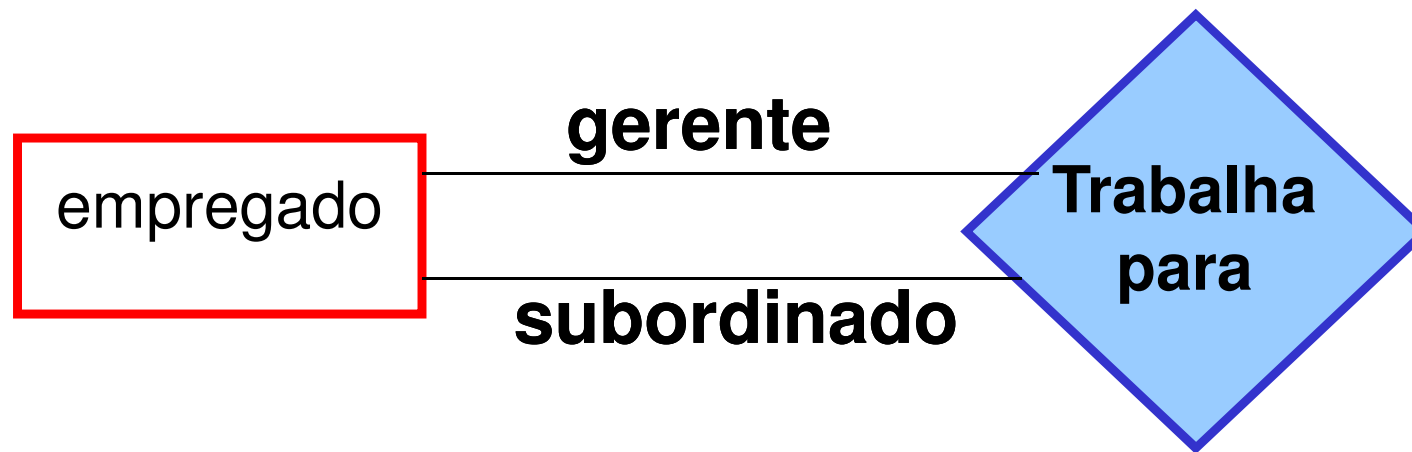 gerente
empregado
Trabalha
para
subordinado